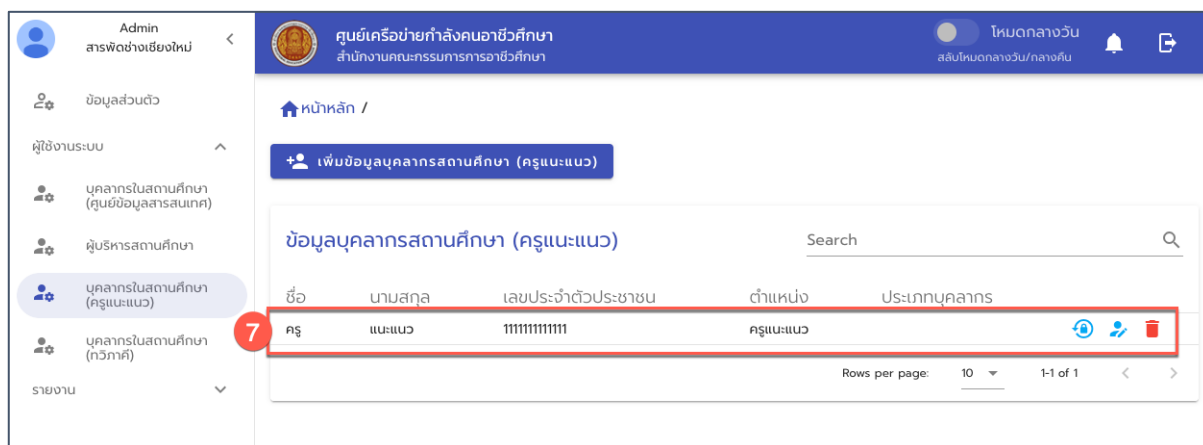 Admin
สารพัดช่างเชียงใหม่
ศูนย์เครือข่ายกำลังคนอาชีวศึกษา
สำนักงานคณะกรรมการการอาชีวศึกษา
โหมดกลางวัน
สลับโหมดกลางวัน/กลางคืน
ข้อมูลส่วนตัว
ผู้ใช้งานระบบ
บุคลากรในสถานศึกษา
(ศูนย์ข้อมูลสารสนเทศ)
ผู้บริหารสถานศึกษา
บุคลากรในสถานศึกษา
(ครูแนะแนว)
บุคลากรในสถานศึกษา
(ทวิภาคี)
รายงาน
หน้าหลัก /
เพิ่มข้อมูลบุคลากรสถานศึกษา (ครูแนะแนว)
ข้อมูลบุคลากรสถานศึกษา (ครูแนะแนว)
Search
ชื่อ นามสกุล เลขประจำตัวประชาชน ตำแหน่ง ประเภทบุคลากร
7 ครู แนะแนว 1111111111111 ครูแนะแนว
Rows per page: 10 1-1 of 1